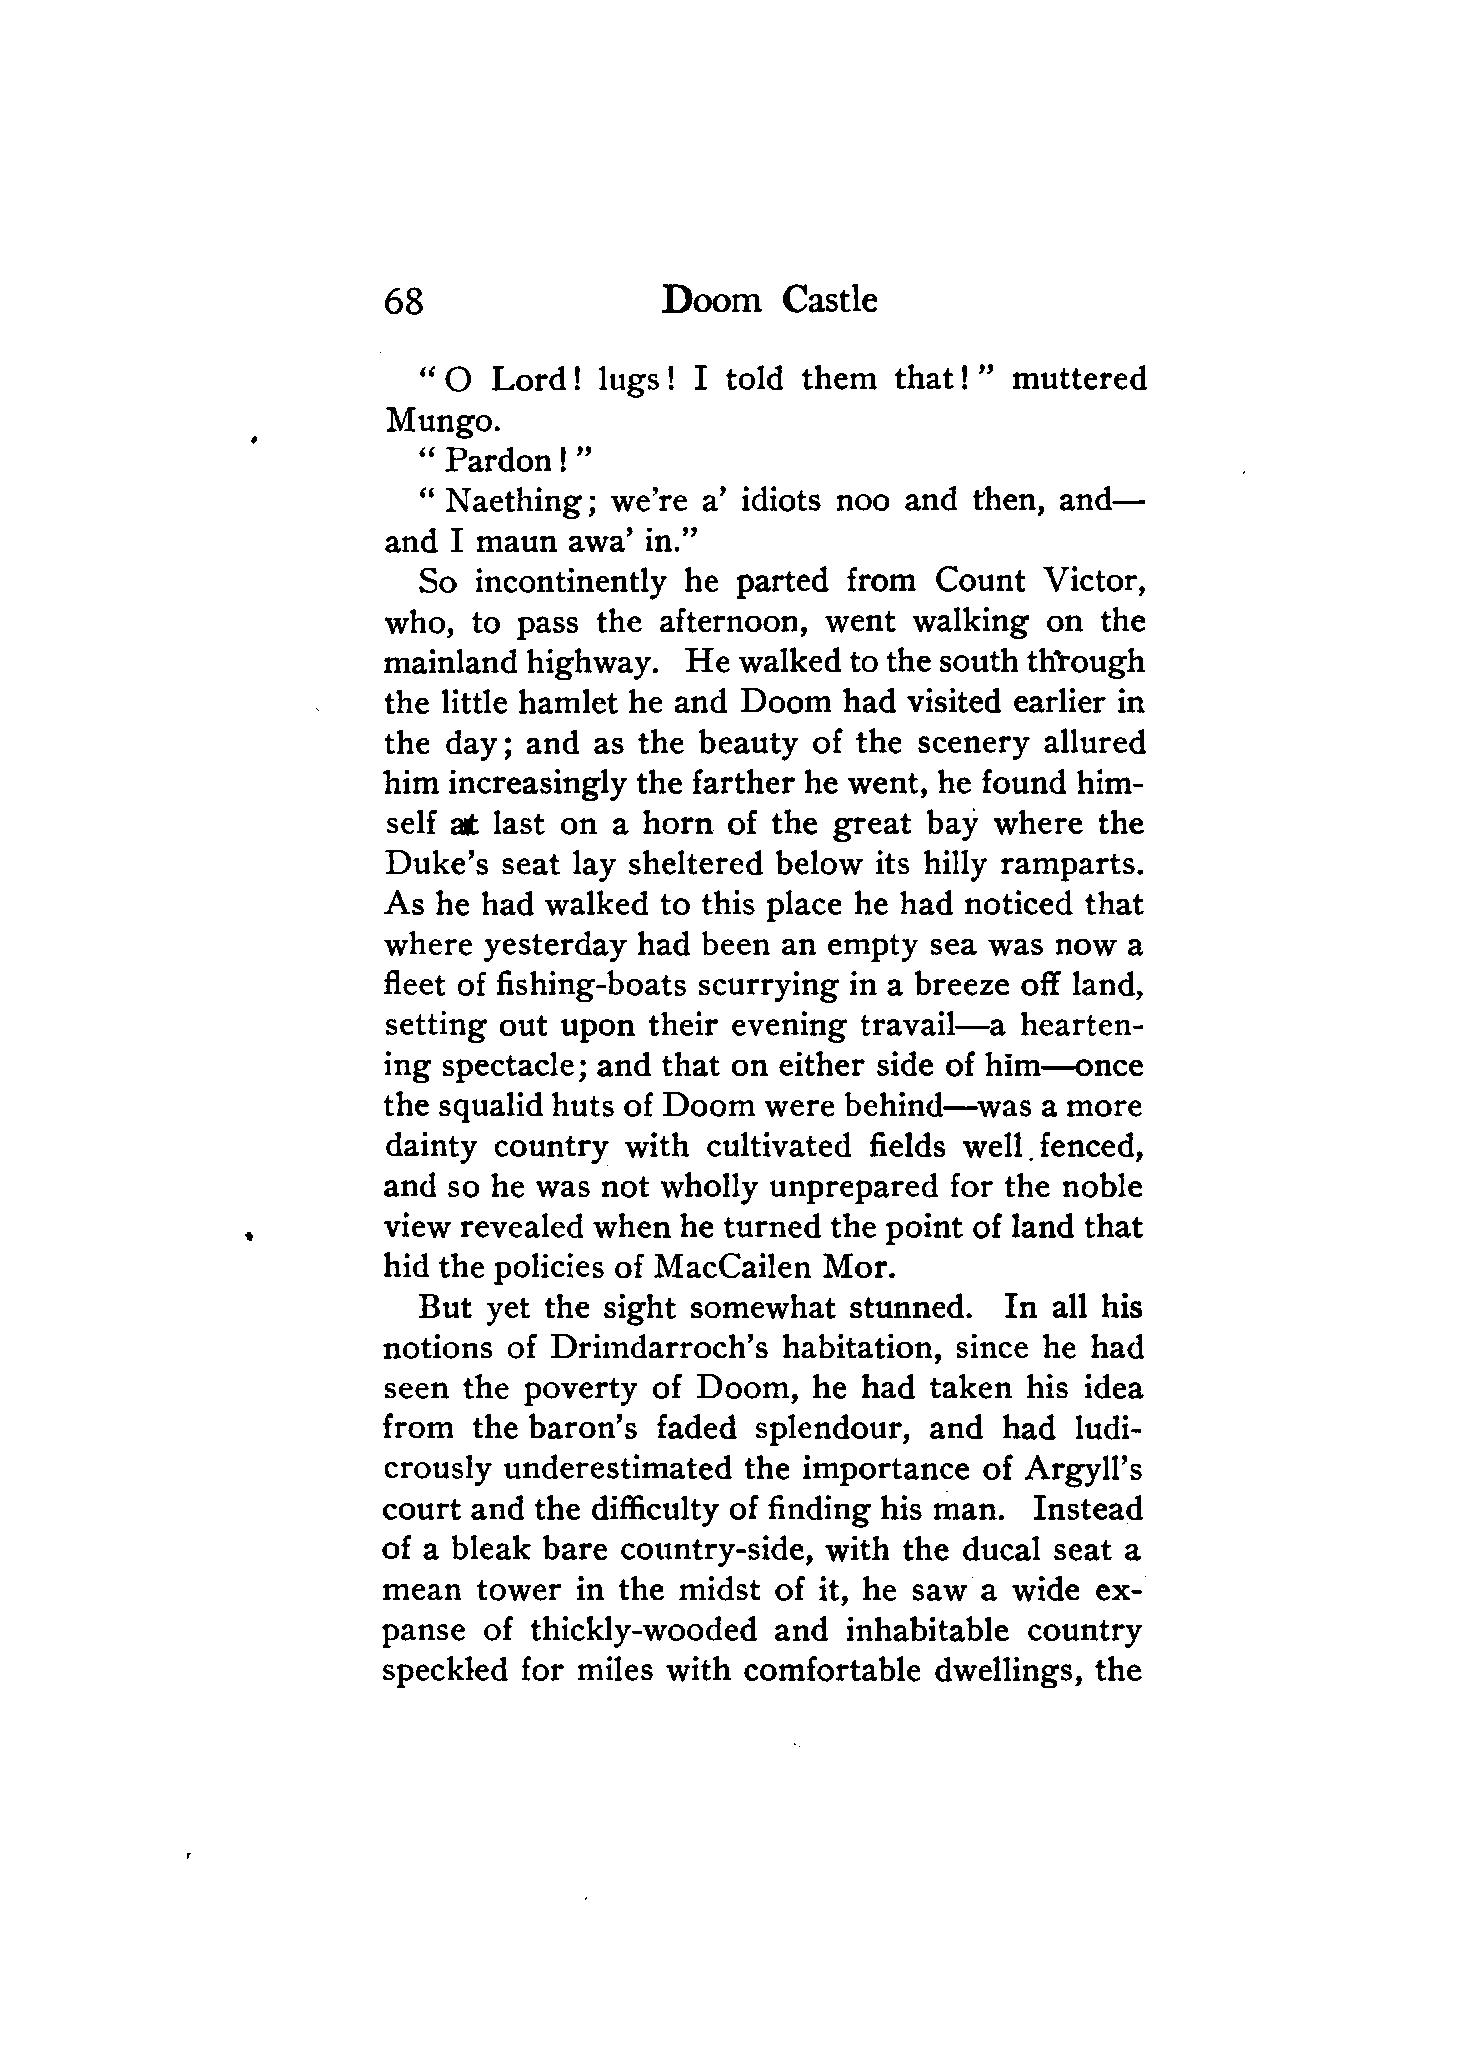 68 Doom Castle
"O Lord! lugs! I told them that!" muttered
Mungo.
"Pardon!"
"Naething; we're a' idiots noo and then, and—
and I maun awa' in."
So incontinently he parted from Count Victor,
who, to pass the afternoon, went walking on the
mainland highway. He walked to the south through
the little hamlet he and Doom had visited earlier in
the day; and as the beauty of the scenery allured
him increasingly the farther he went, he found him-
self at last on a horn of the great bay where the
Duke's seat lay sheltered below its hilly ramparts.
As he had walked to this place he had noticed that
where yesterday had been an empty sea was now a
fleet of fishing-boats scurrying in a breeze off land,
setting out upon their evening travail—a hearten-
ing spectacle; and that on either side of him—once
the squalid huts of Doom were behind—was a more
dainty country with cultivated fields well fenced,
and so he was not wholly unprepared for the noble
view revealed when he turned the point of land that
hid the policies of MacCailen Mor.
But yet the sight somewhat stunned. In all his
notions of Drimdarroch's habitation, since he had
seen the poverty of Doom, he had taken his idea
from the baron's faded splendour, and had ludi-
crously underestimated the importance of Argyll's
court and the difficulty of finding his man. Instead
of a bleak bare country-side, with the ducal seat a
mean tower in the midst of it, he saw a wide ex-
panse of thickly-wooded and inhabitable country
speckled for miles with comfortable dwellings, the